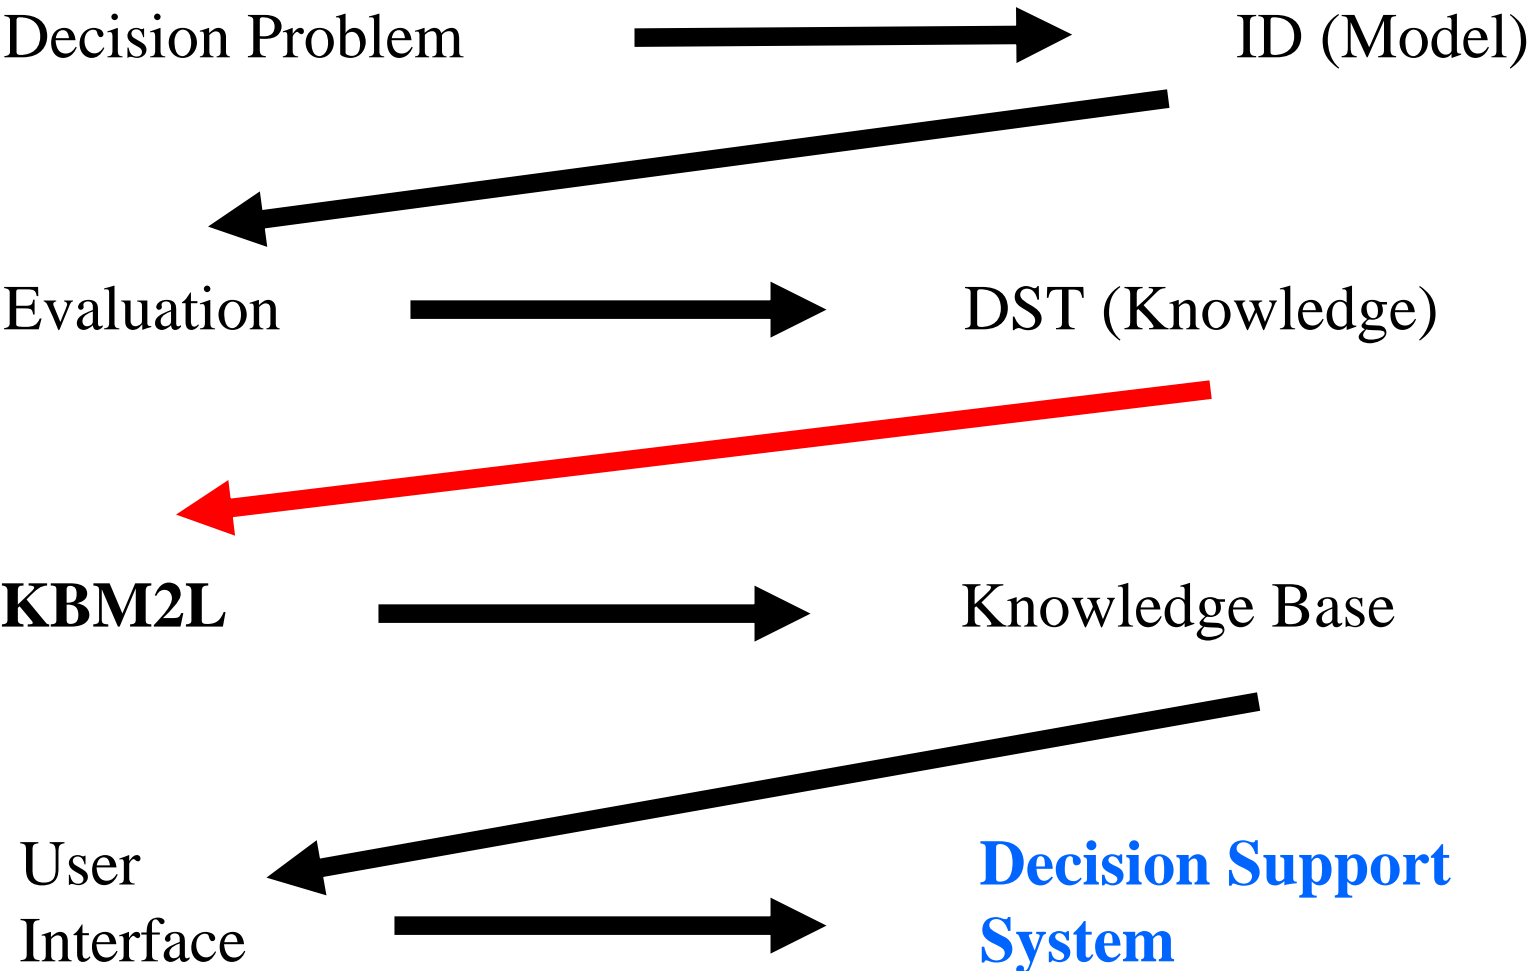 Decision Problem
ID (Model)
Evaluation
DST (Knowledge)
KBM2L
Knowledge Base
User
Interface
Decision Support
System